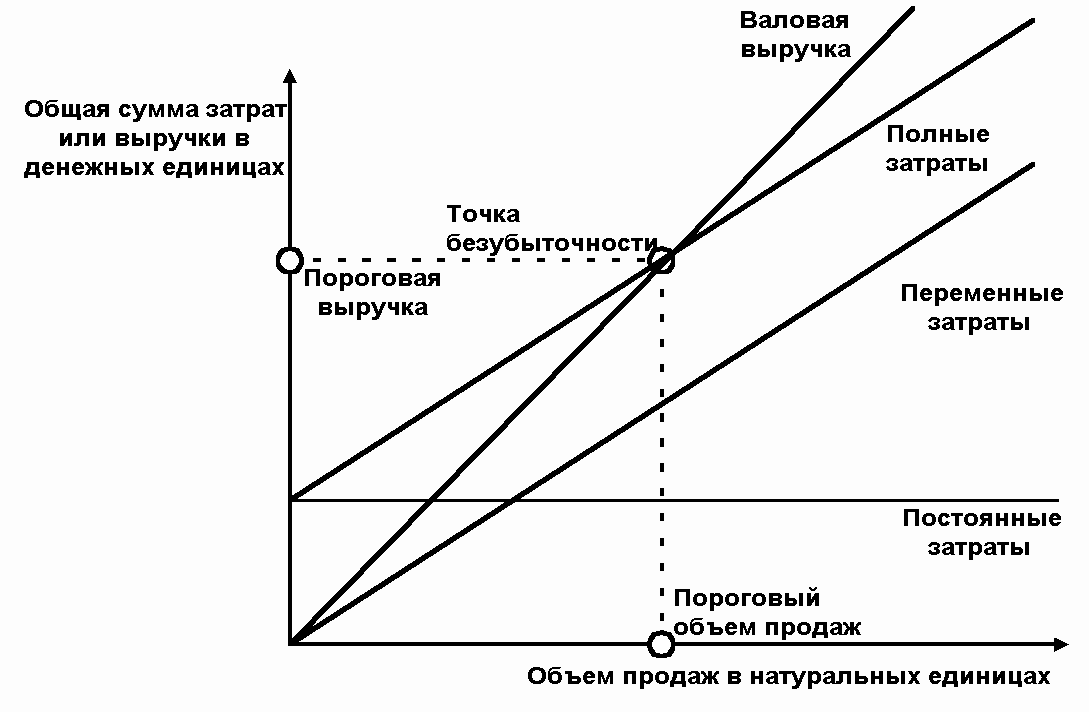 Валовая
выручка
Общая сумма затрат
или выручки в
денежных единицах
Полные
затраты
Точка
безубыточности
Пороговая
выручка
Переменные
затраты
Постоянные
затраты
Пороговый
объем продаж
Объем продаж в натуральных единицах